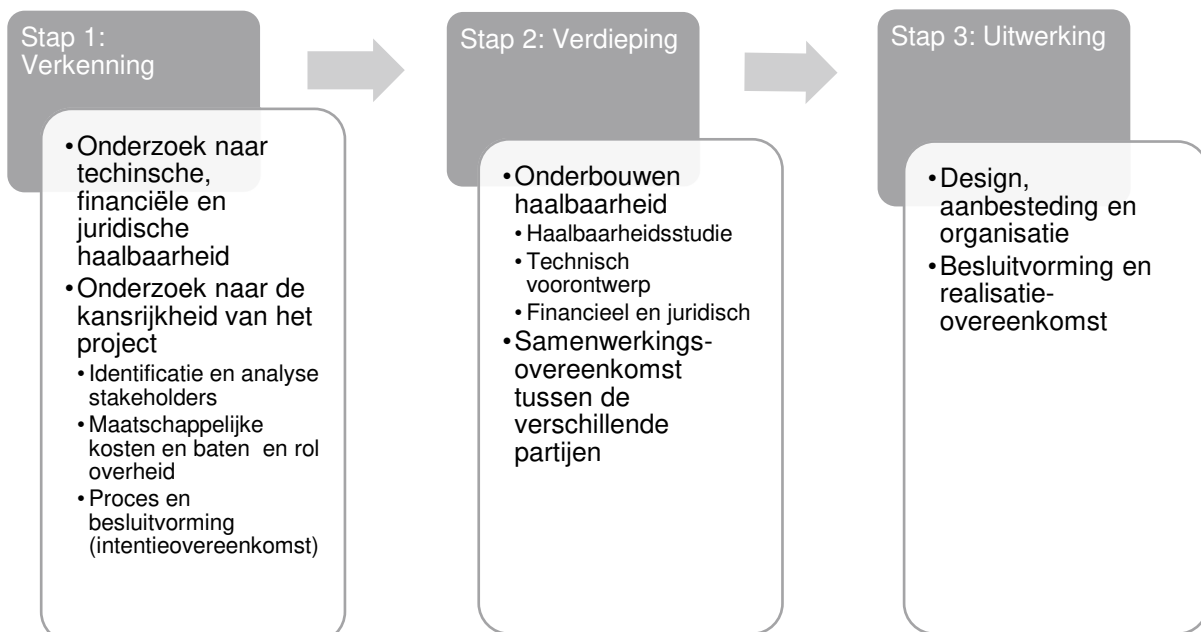 Stap 1:
Verkenning
•Onderzoek naar
techinsche,
financiële en
juridische
haalbaarheid
•Onderzoek naar de
kansrijkheid van het
project
•Identificatie en analyse
stakeholders
•Maatschappelijke
kosten en baten en rol
overheid
•Proces en
besluitvorming
(intentieovereenkomst)
Stap 2: Verdieping
•Onderbouwen
haalbaarheid
•Haalbaarheidsstudie
•Technisch
voorontwerp
•Financieel en juridisch
•Samenwerkings-
overeenkomst
tussen de
verschillende
partijen
Stap 3: Uitwerking
•Design,
aanbesteding en
organisatie
•Besluitvorming en
realisatie-
overeenkomst